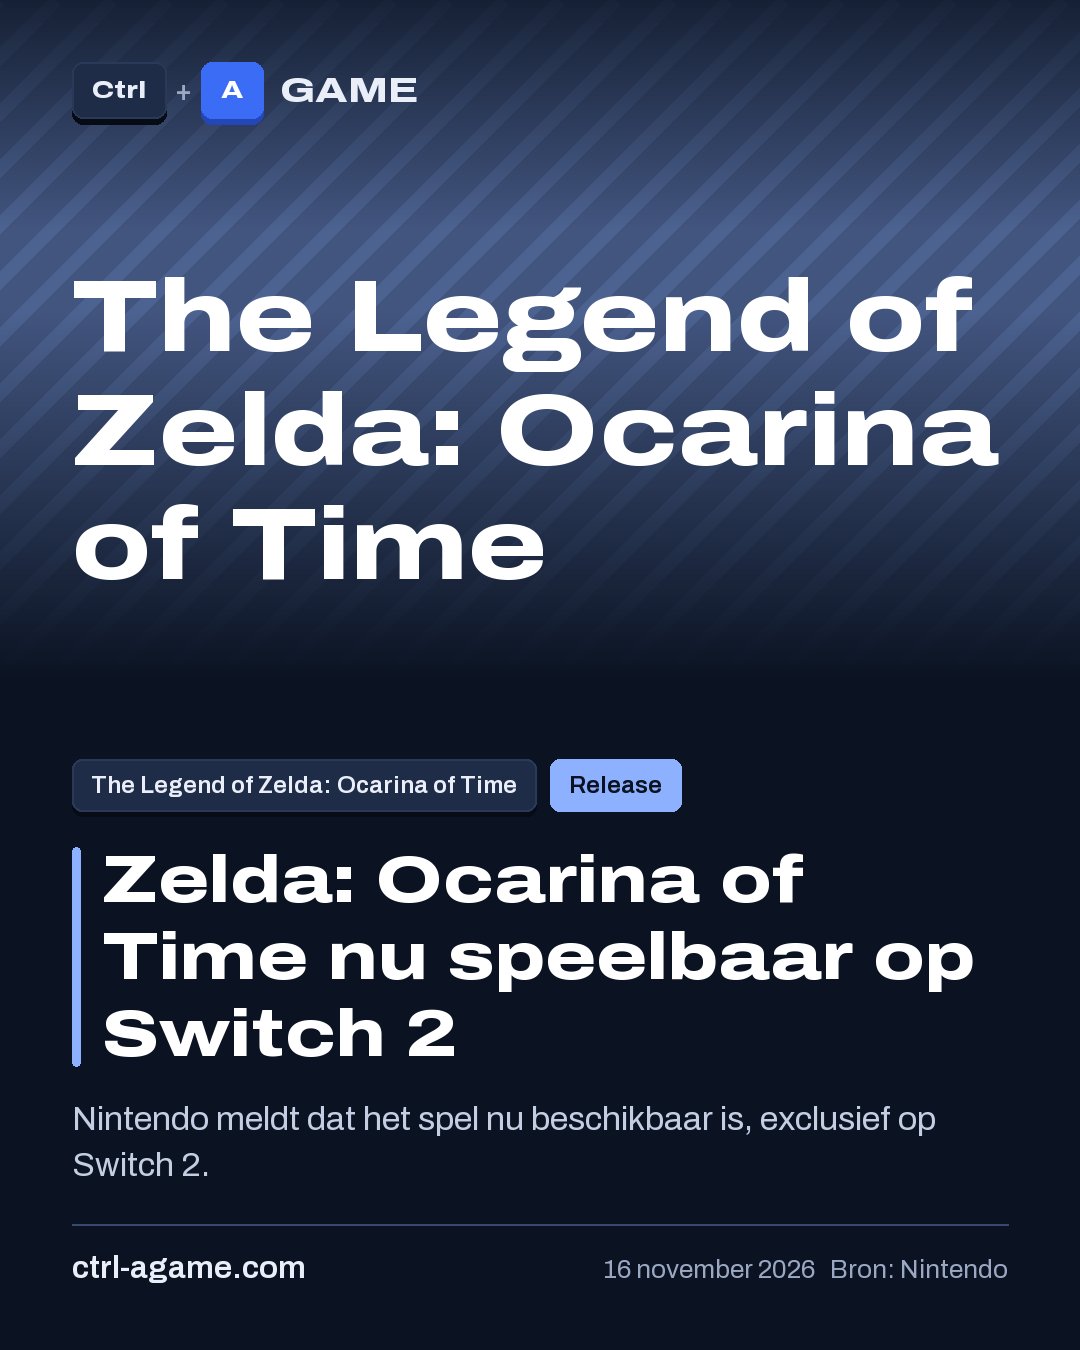 Ctrl + A GAME
The Legend of
Zelda: Ocarina
of Time
The Legend of Zelda: Ocarina of Time Release
Zelda: Ocarina of
Time nu speelbaar op
Switch 2
Nintendo meldt dat het spel nu beschikbaar is, exclusief op
Switch 2.
ctrl-agame.com 16 november 2026 Bron: Nintendo